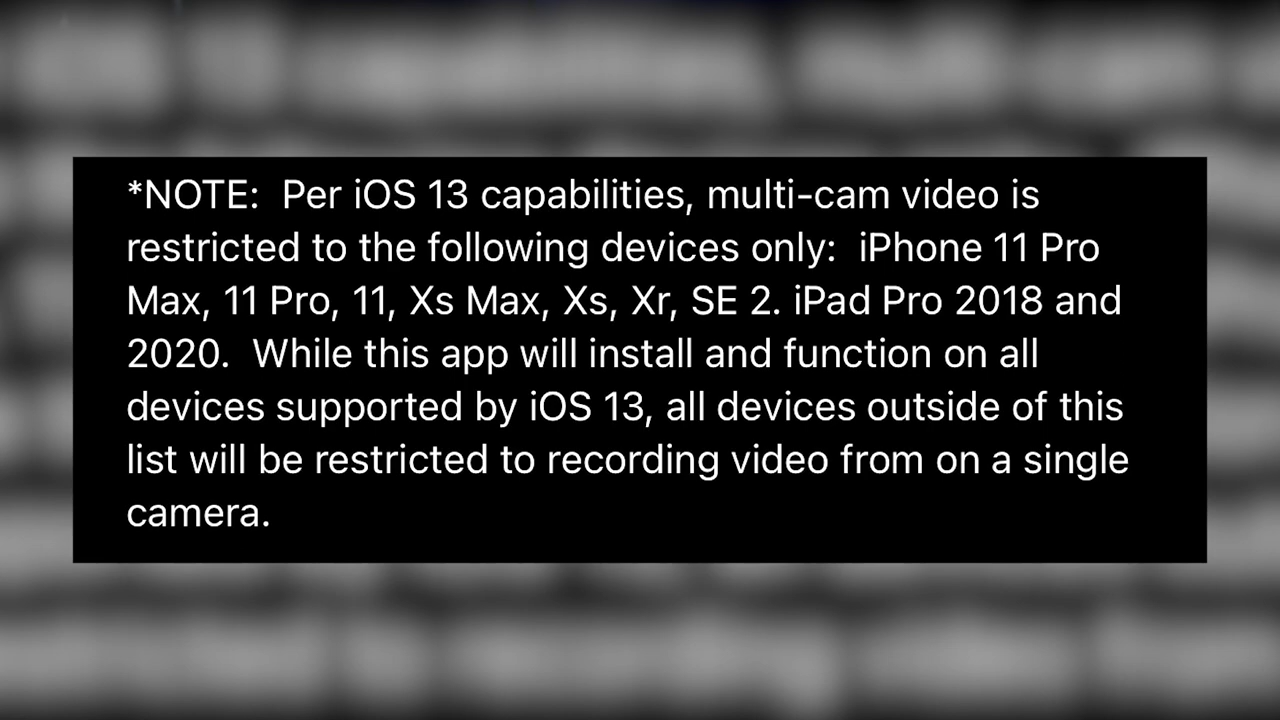 *NOTE:  Per iOS 13 capabilities, multi-cam video is
restricted to the following devices only:  iPhone 11 Pro
Max, 11 Pro, 11, Xs Max, Xs, Xr, SE 2. iPad Pro 2018 and
2020.  While this app will install and function on all
devices supported by iOS 13, all devices outside of this
list will be restricted to recording video from on a single
camera.